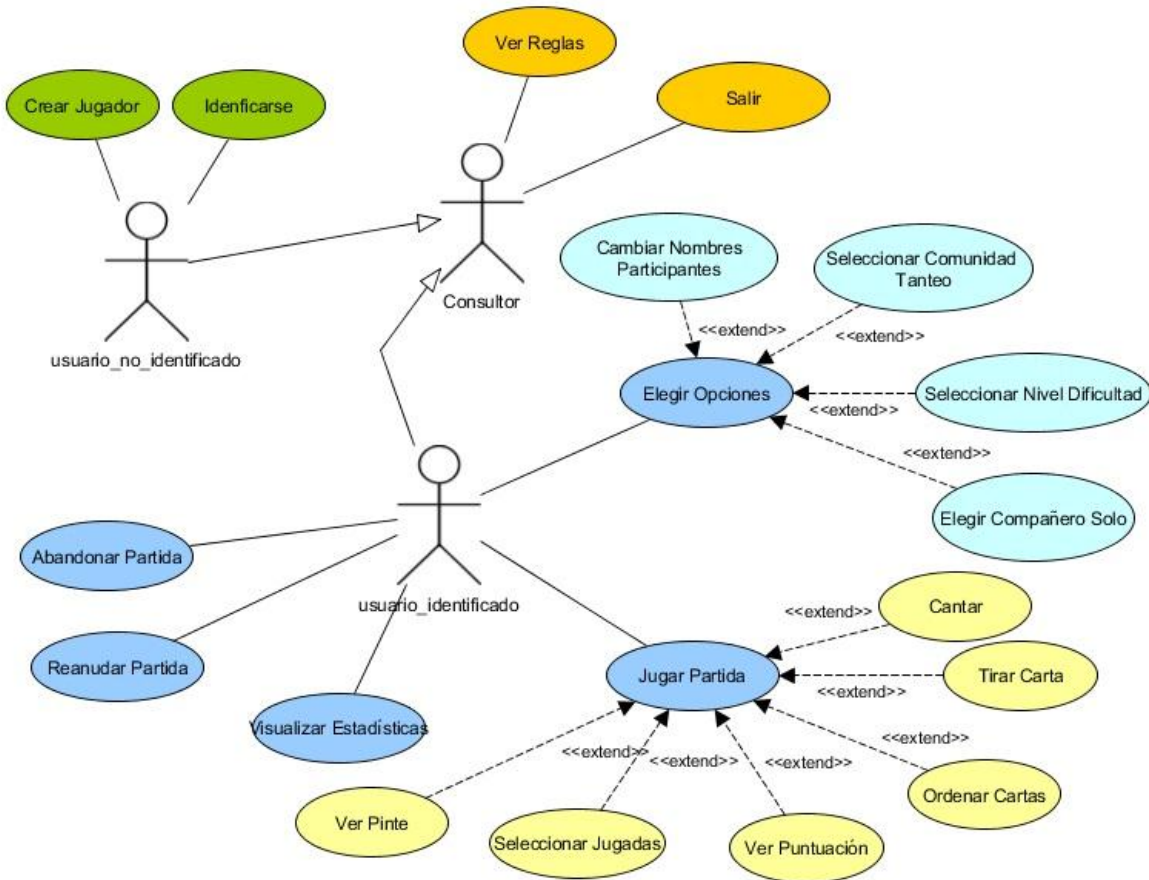 Ver Reglas
Crear Jugador
Idenficarse
Salir
Consultor
usuario_no_identificado
Cambiar Nombres
Participantes
Seleccionar Comunidad
Tanteo
<<extend>>
<<extend>>
Elegir Opciones
Seleccionar Nivel Dificultad
<<extend>>
<<extend>>
Elegir Compañero Solo
Abandonar Partida
usuario_identificado
Reanudar Partida
Visualizar Estadísticas
Jugar Partida
Cantar
<<extend>>
Tirar Carta
<<extend>>
<<extend>>
Ordenar Cartas
<<extend>>
<<extend>>
<<extend>>
Ver Pinte
Seleccionar Jugadas
Ver Puntuación